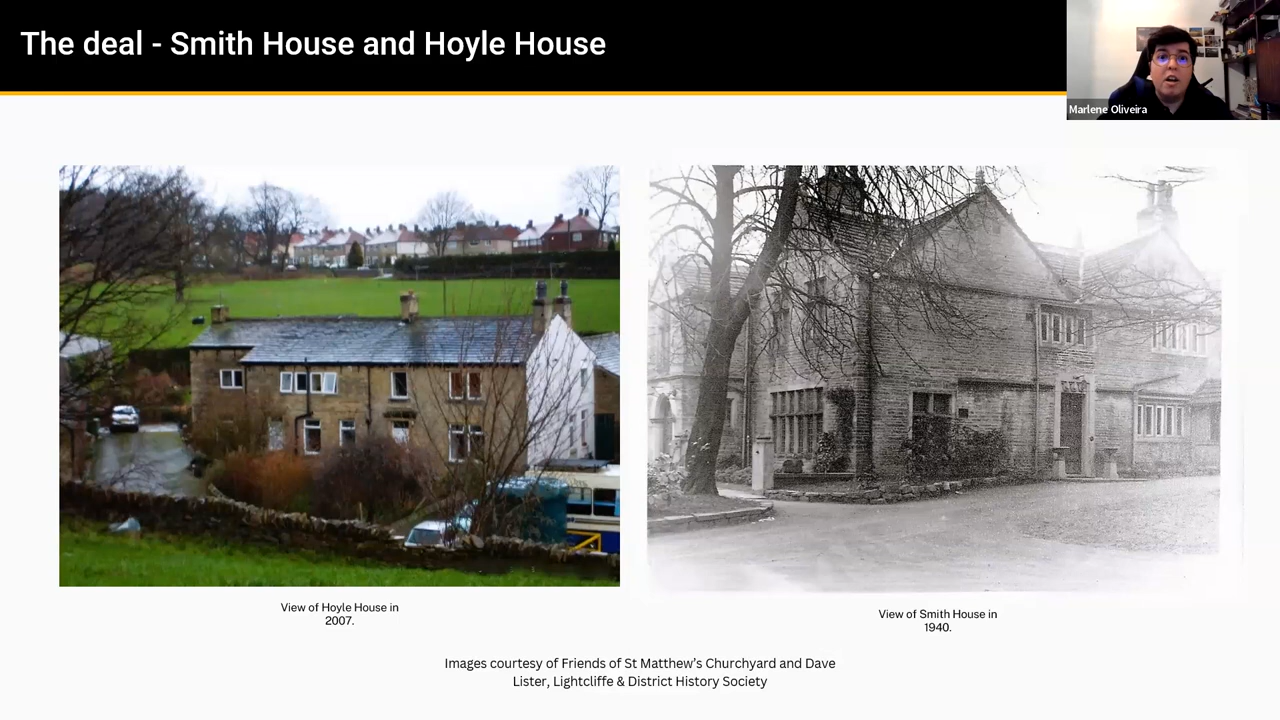 The deal - Smith House and Hoyle House
Marlene Oliveira
View of Hoyle House in
2007.
View of Smith House in
1940.
Images courtesy of Friends of St Matthew's Churchyard and Dave
Lister, Lightcliffe & District History Society